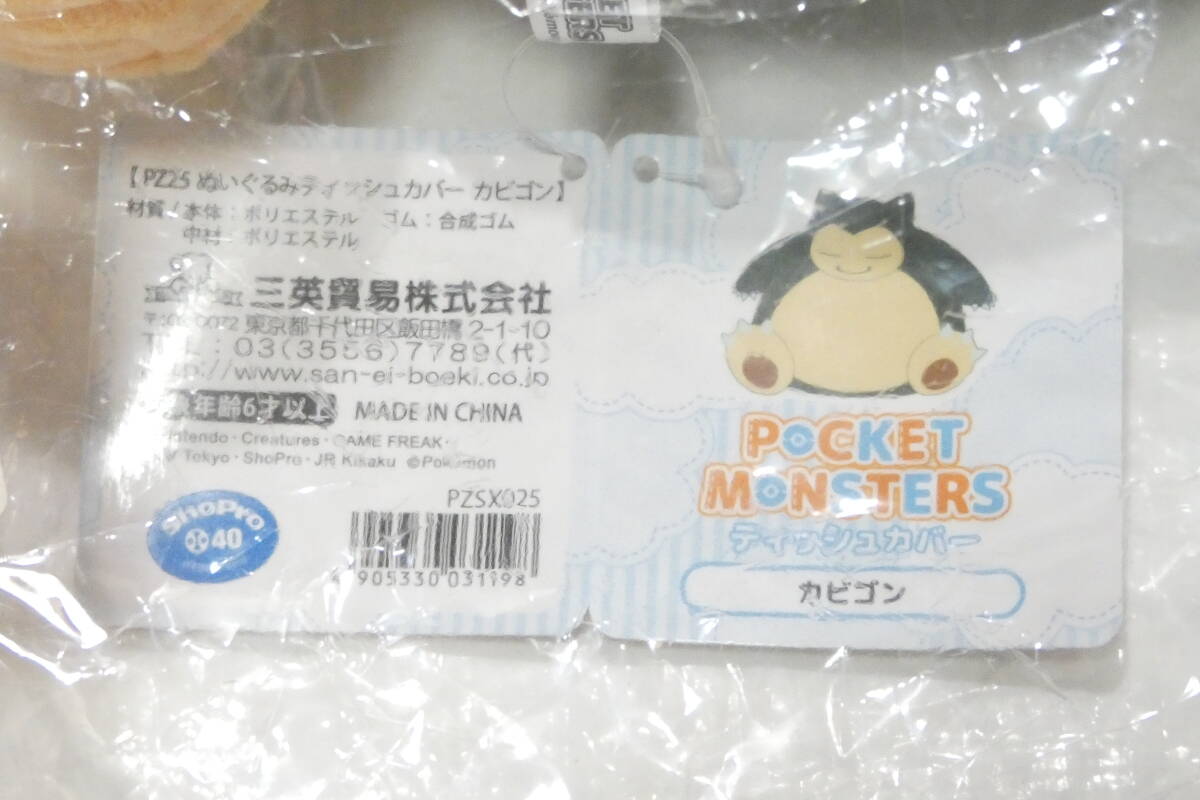 【PZ25 ぬいぐるみティッシュカバー カビゴン】
材質/本体:ポリエステル ゴム:合成ゴム
中材:ポリエステル
三英貿易株式会社
東京都千代田区飯田橋2-1-10
03(3556)7789(代)
://www.san-ei-boeki.co.jp
年齢6才以上 MADE IN CHINA
Nintendo・Creatures・GAME FREAK・
Tokyo・ShoPro・JR Kikaku ©Pokémon
PZSX025
ShoPro
40
4 905330 031198
POCKET
MONSTERS
ティッシュカバー
カビゴン